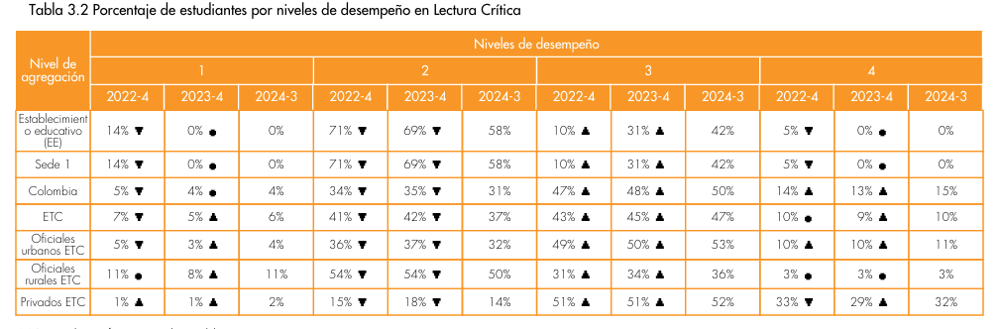 Tabla 3.2 Porcentaje de estudiantes por niveles de desempeño en Lectura Crítica
Nivel de agregación Niveles de desempeño
1 2 3 4
2022-4 2023-4 2024-3 2022-4 2023-4 2024-3 2022-4 2023-4 2024-3 2022-4 2023-4 2024-3
Establecimient
o educativo
(EE) 14% ▼ 0% ● 0% 71% ▼ 69% ▼ 58% 10% ▲ 31% ▲ 42% 5% ▼ 0% ● 0%
Sede 1 14% ▼ 0% ● 0% 71% ▼ 69% ▼ 58% 10% ▲ 31% ▲ 42% 5% ▼ 0% ● 0%
Colombia 5% ▼ 4% ● 4% 34% ▼ 35% ▼ 31% 47% ▲ 48% ▲ 50% 14% ▲ 13% ▲ 15%
ETC 7% ▼ 5% ▲ 6% 41% ▼ 42% ▼ 37% 43% ▲ 45% ▲ 47% 10% ● 9% ▲ 10%
Oficiales
urbanos ETC 5% ▼ 3% ▲ 4% 36% ▼ 37% ▼ 32% 49% ▲ 50% ▲ 53% 10% ▲ 10% ▲ 11%
Oficiales
rurales ETC 11% ● 8% ▲ 11% 54% ▼ 54% ▼ 50% 31% ▲ 34% ▲ 36% 3% ● 3% ● 3%
Privados ETC 1% ▲ 1% ▲ 2% 15% ▼ 18% ▼ 14% 51% ▲ 51% ▲ 52% 33% ▼ 29% ▲ 32%